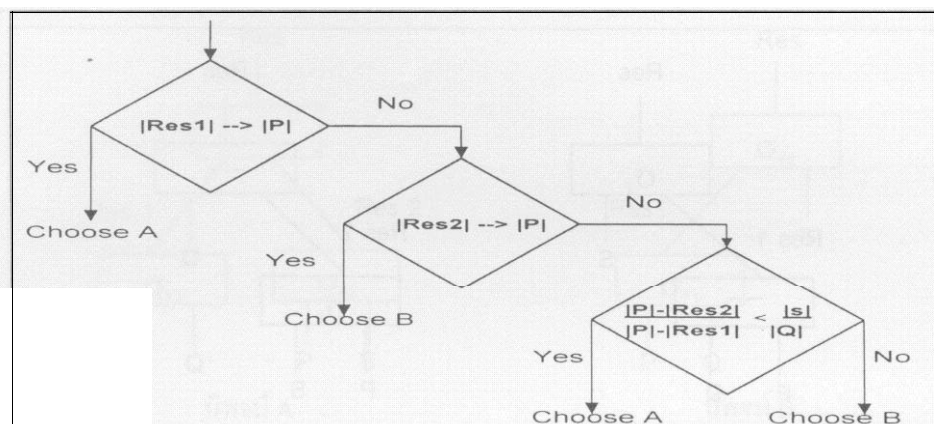 |Res1| --> |P|
No
Yes
Choose A
|Res2| --> |P|
No
Yes
Choose B
|P|-|Res2| < |s|
|P|-|Res1| |Q|
Yes
No
Choose A
Choose B